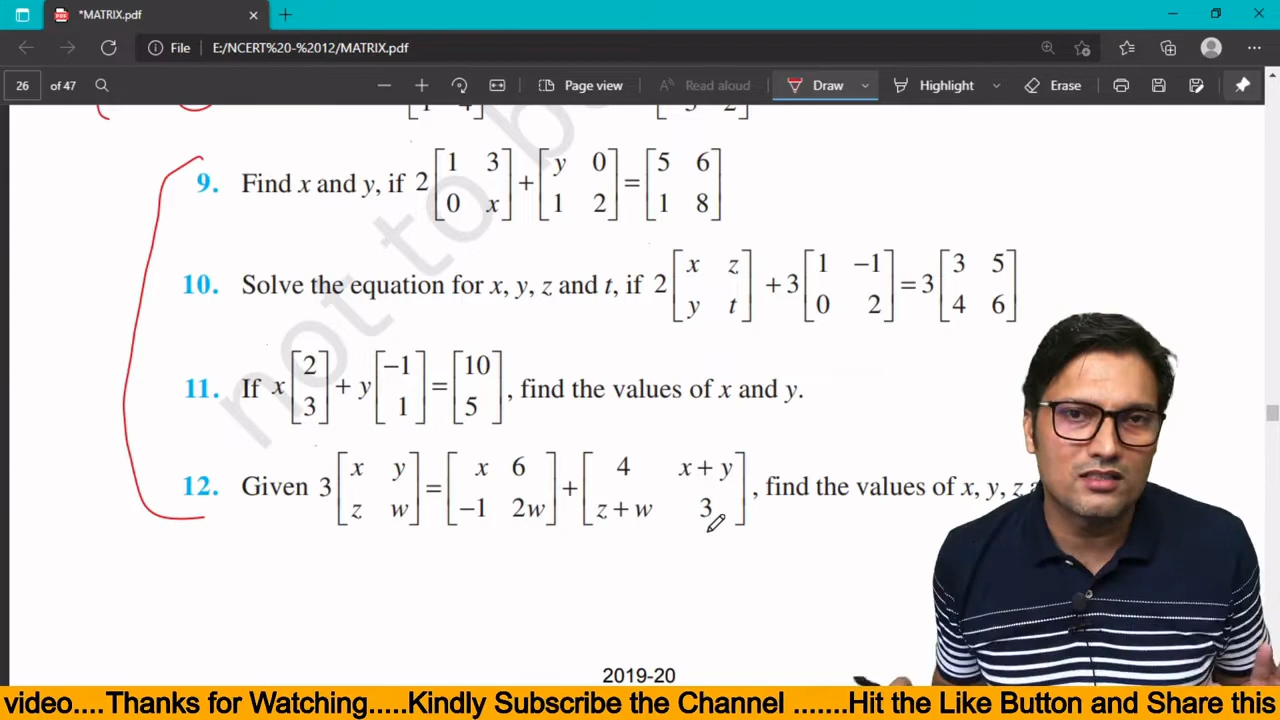 *MATRIX.pdf
File E:/NCERT%20-%2012/MATRIX.pdf
26 of 47 Page view Read aloud Draw Highlight Erase
9. Find x and y, if 2 [1 3; 0 x] + [y 0; 1 2] = [5 6; 1 8]
10. Solve the equation for x, y, z and t, if 2 [x z; y t] + 3 [1 −1; 0 2] = 3 [3 5; 4 6]
11. If x [2; 3] + y [−1; 1] = [10; 5], find the values of x and y.
12. Given 3 [x y; z w] = [x 6; −1 2w] + [4 x + y; z + w 3], find the values of x, y, z
not to be
2019-20
video....Thanks for Watching.....Kindly Subscribe the Channel .......Hit the Like Button and Share this